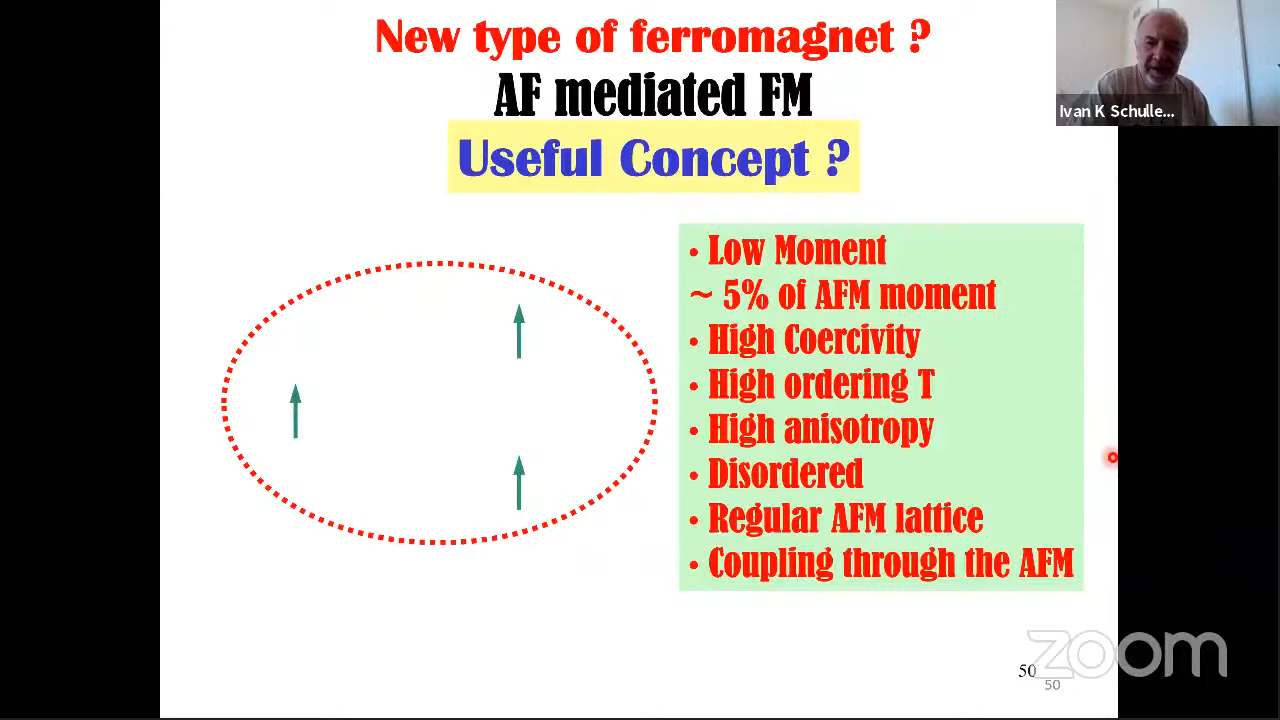 New type of ferromagnet ?
AF mediated FM
Useful Concept ?
Ivan K Schulle...
• Low Moment
~ 5% of AFM moment
• High Coercivity
• High ordering T
• High anisotropy
• Disordered
• Regular AFM lattice
• Coupling through the AFM
zoom
50
50